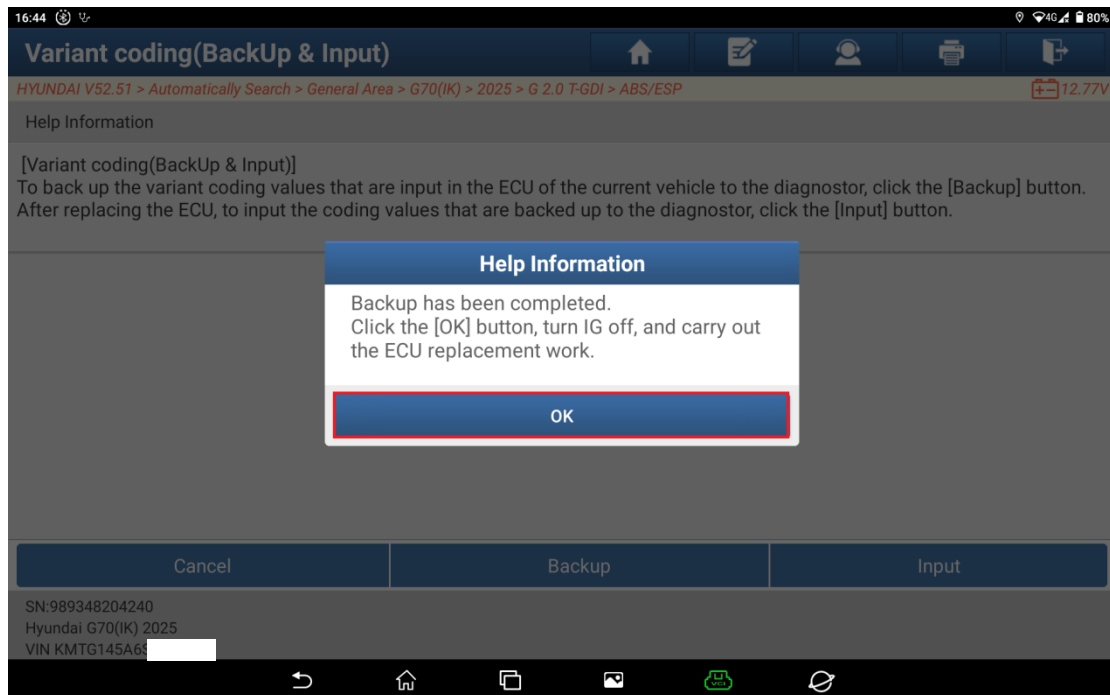 16:44
4G 80%
Variant coding(BackUp & Input)
HYUNDAI V52.51 > Automatically Search > General Area > G70(IK) > 2025 > G 2.0 T-GDI > ABS/ESP
12.77V
Help Information
[Variant coding(BackUp & Input)]
To back up the variant coding values that are input in the ECU of the current vehicle to the diagnostor, click the [Backup] button.
After replacing the ECU, to input the coding values that are backed up to the diagnostor, click the [Input] button.
Help Information
Backup has been completed.
Click the [OK] button, turn IG off, and carry out
the ECU replacement work.
OK
Cancel
Backup
Input
SN:989348204240
Hyundai G70(IK) 2025
VIN KMTG145A6S
VCI